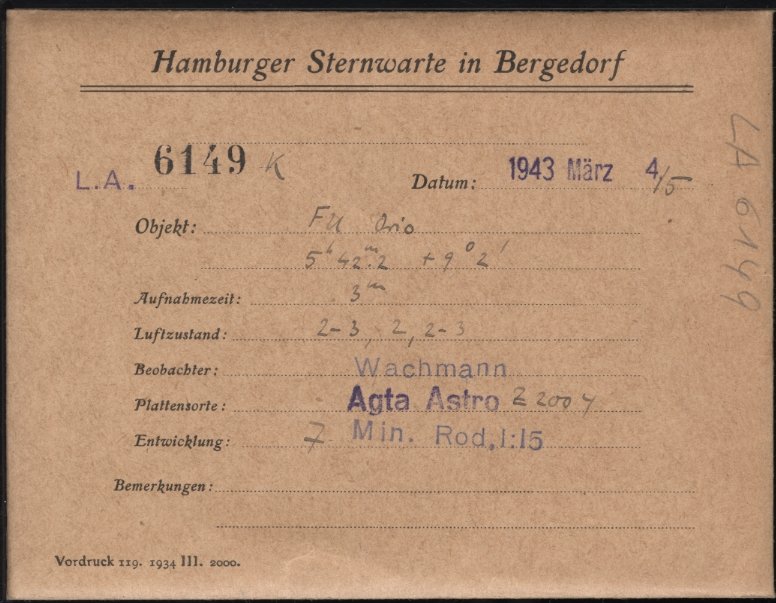 Hamburger Sternwarte in Bergedorf
L.A. 6149 K
Datum: 1943 März 4/5
Objekt: FU Orio
5ʰ 42ᵐ.2 + 9° 2'
Aufnahmezeit: 3ᵐ
Luftzustand: 2-3, 2, 2-3
Beobachter: Wachmann
Plattensorte: Agta Astro Z 2004
Entwicklung: 7 Min. Rod. 1:15
Bemerkungen:
Vordruck 119. 1934 III. 2000.
LA 6149